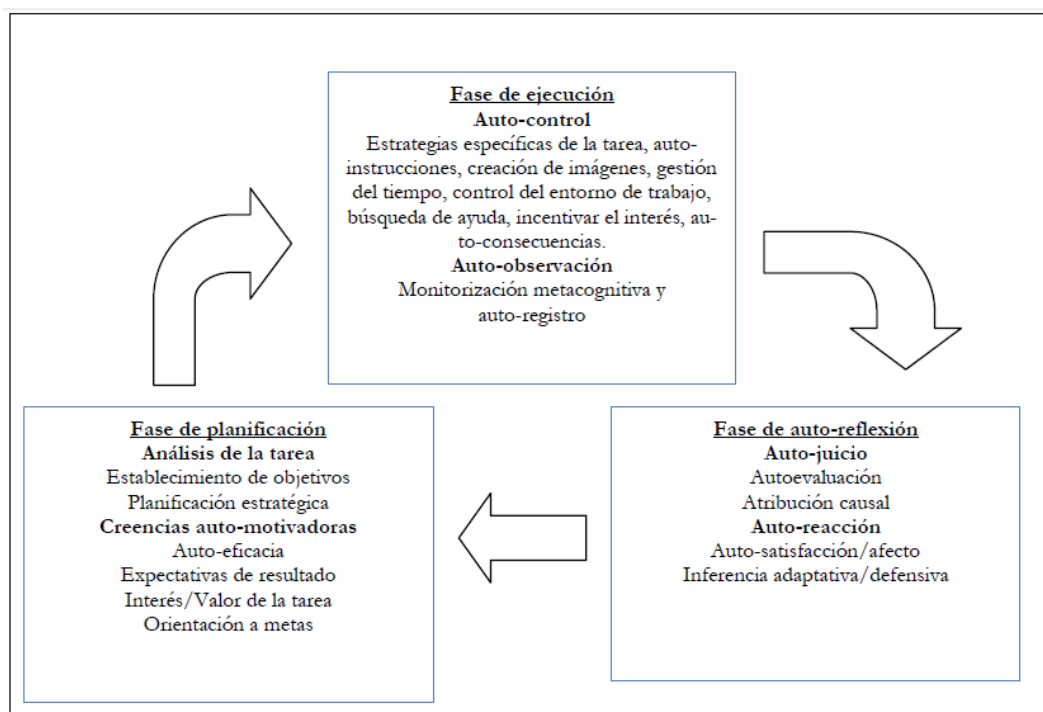 Fase de ejecución
Auto-control
Estrategias específicas de la tarea, auto-
instrucciones, creación de imágenes, gestión
del tiempo, control del entorno de trabajo,
búsqueda de ayuda, incentivar el interés, au-
to-consecuencias.
Auto-observación
Monitorización metacognitiva y
auto-registro
Fase de planificación
Análisis de la tarea
Establecimiento de objetivos
Planificación estratégica
Creencias auto-motivadoras
Auto-eficacia
Expectativas de resultado
Interés/Valor de la tarea
Orientación a metas
Fase de auto-reflexión
Auto-juicio
Autoevaluación
Atribución causal
Auto-reacción
Auto-satisfacción/afecto
Inferencia adaptativa/defensiva